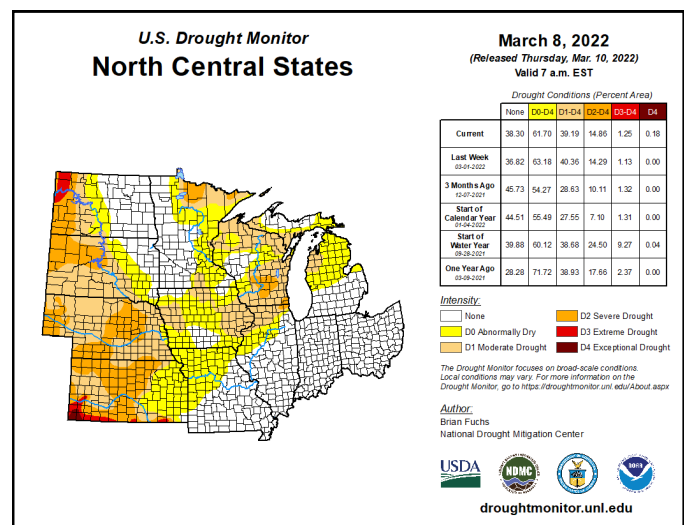 U.S. Drought Monitor
North Central States
March 8, 2022
(Released Thursday, Mar. 10, 2022)
Valid 7 a.m. EST
Drought Conditions (Percent Area)
None D0-D4 D1-D4 D2-D4 D3-D4 D4
Current 38.30 61.70 39.19 14.86 1.25 0.18
Last Week
03-01-2022 36.82 63.18 40.36 14.29 1.13 0.00
3 Months Ago
12-07-2021 45.73 54.27 28.63 10.11 1.32 0.00
Start of
Calendar Year
01-04-2022 44.51 55.49 27.55 7.10 1.31 0.00
Start of
Water Year
09-28-2021 39.88 60.12 38.68 24.50 9.27 0.04
One Year Ago
03-09-2021 28.28 71.72 38.93 17.66 2.37 0.00
Intensity:
None
D0 Abnormally Dry
D1 Moderate Drought
D2 Severe Drought
D3 Extreme Drought
D4 Exceptional Drought
The Drought Monitor focuses on broad-scale conditions.
Local conditions may vary. For more information on the
Drought Monitor, go to https://droughtmonitor.unl.edu/About.aspx
Author:
Brian Fuchs
National Drought Mitigation Center
USDA
NDMC
NOAA
droughtmonitor.unl.edu